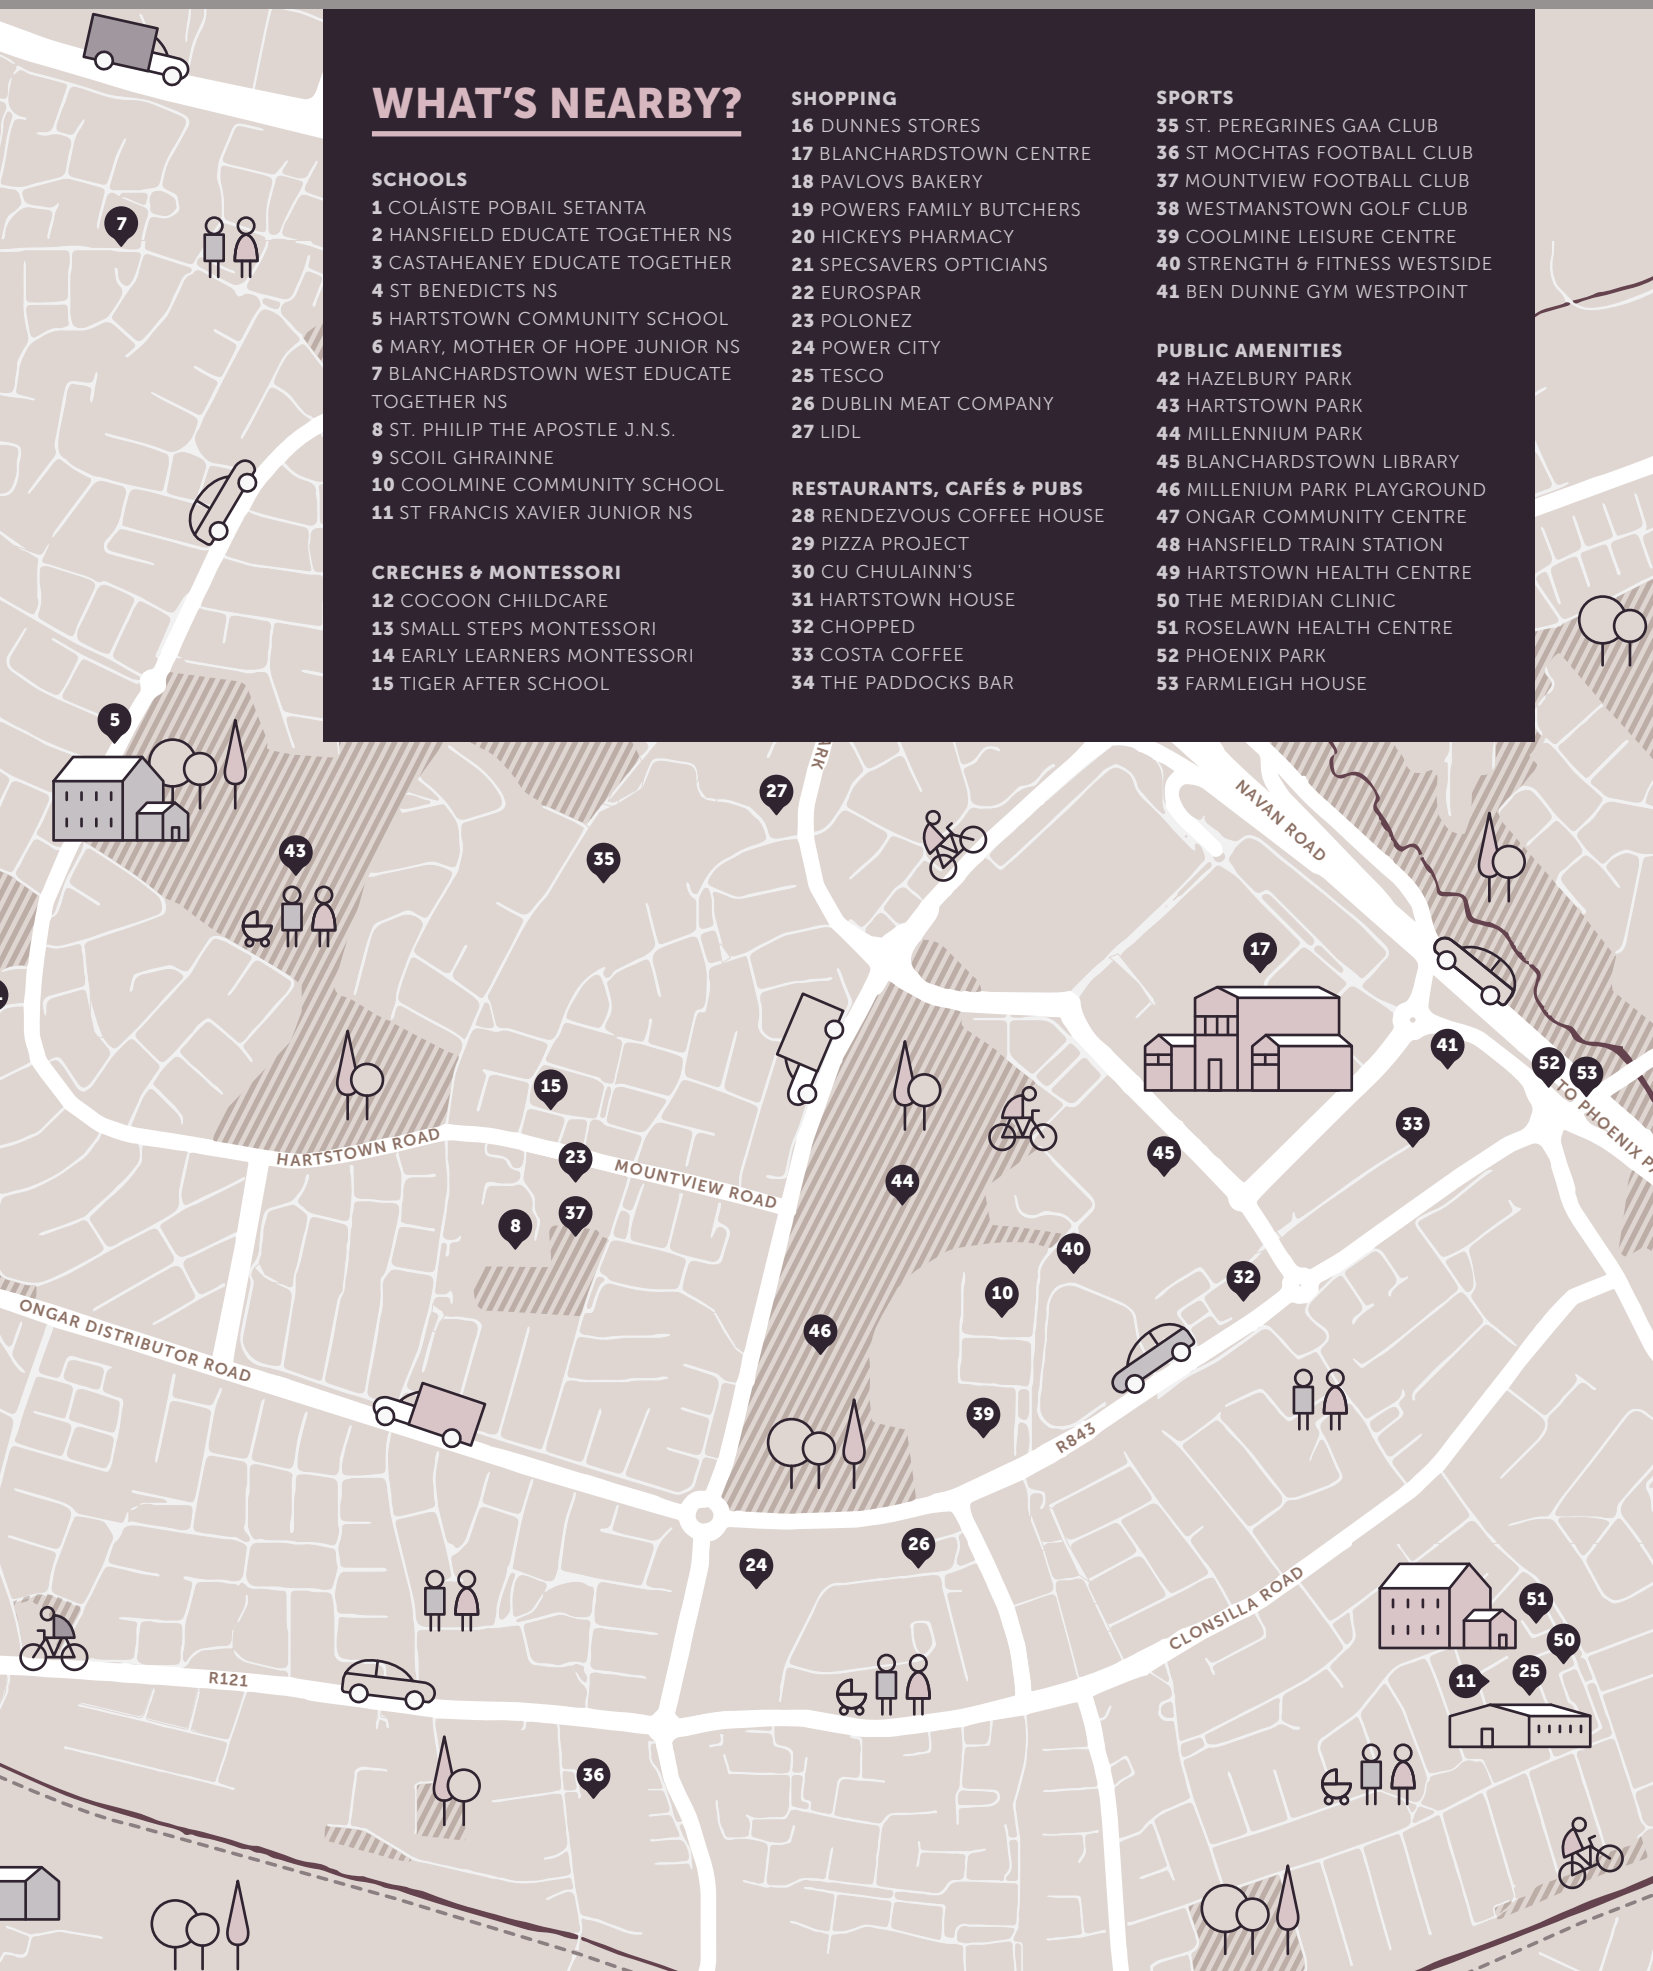 WHAT'S NEARBY?
SCHOOLS
1 COLÁISTE POBAIL SETANTA
2 HANSFIELD EDUCATE TOGETHER NS
3 CASTAHEANEY EDUCATE TOGETHER
4 ST BENEDICTS NS
5 HARTSTOWN COMMUNITY SCHOOL
6 MARY, MOTHER OF HOPE JUNIOR NS
7 BLANCHARDSTOWN WEST EDUCATE
TOGETHER NS
8 ST. PHILIP THE APOSTLE J.N.S.
9 SCOIL GHRAINNE
10 COOLMINE COMMUNITY SCHOOL
11 ST FRANCIS XAVIER JUNIOR NS
CRECHES & MONTESSORI
12 COCOON CHILDCARE
13 SMALL STEPS MONTESSORI
14 EARLY LEARNERS MONTESSORI
15 TIGER AFTER SCHOOL
SHOPPING
16 DUNNES STORES
17 BLANCHARDSTOWN CENTRE
18 PAVLOVS BAKERY
19 POWERS FAMILY BUTCHERS
20 HICKEYS PHARMACY
21 SPECSAVERS OPTICIANS
22 EUROSPAR
23 POLONEZ
24 POWER CITY
25 TESCO
26 DUBLIN MEAT COMPANY
27 LIDL
RESTAURANTS, CAFÉS & PUBS
28 RENDEZVOUS COFFEE HOUSE
29 PIZZA PROJECT
30 CU CHULAINN'S
31 HARTSTOWN HOUSE
32 CHOPPED
33 COSTA COFFEE
34 THE PADDOCKS BAR
SPORTS
35 ST. PEREGRINES GAA CLUB
36 ST MOCHTAS FOOTBALL CLUB
37 MOUNTVIEW FOOTBALL CLUB
38 WESTMANSTOWN GOLF CLUB
39 COOLMINE LEISURE CENTRE
40 STRENGTH & FITNESS WESTSIDE
41 BEN DUNNE GYM WESTPOINT
PUBLIC AMENITIES
42 HAZELBURY PARK
43 HARTSTOWN PARK
44 MILLENNIUM PARK
45 BLANCHARDSTOWN LIBRARY
46 MILLENIUM PARK PLAYGROUND
47 ONGAR COMMUNITY CENTRE
48 HANSFIELD TRAIN STATION
49 HARTSTOWN HEALTH CENTRE
50 THE MERIDIAN CLINIC
51 ROSELAWN HEALTH CENTRE
52 PHOENIX PARK
53 FARMLEIGH HOUSE
7
5
43
35
27
ARK
NAVAN ROAD
17
41
52
53
TO PHOENIX P
33
45
15
23
HARTSTOWN ROAD
MOUNTVIEW ROAD
8
37
44
40
32
10
46
39
ONGAR DISTRIBUTOR ROAD
R843
24
26
CLONSILLA ROAD
51
50
25
11
R121
36